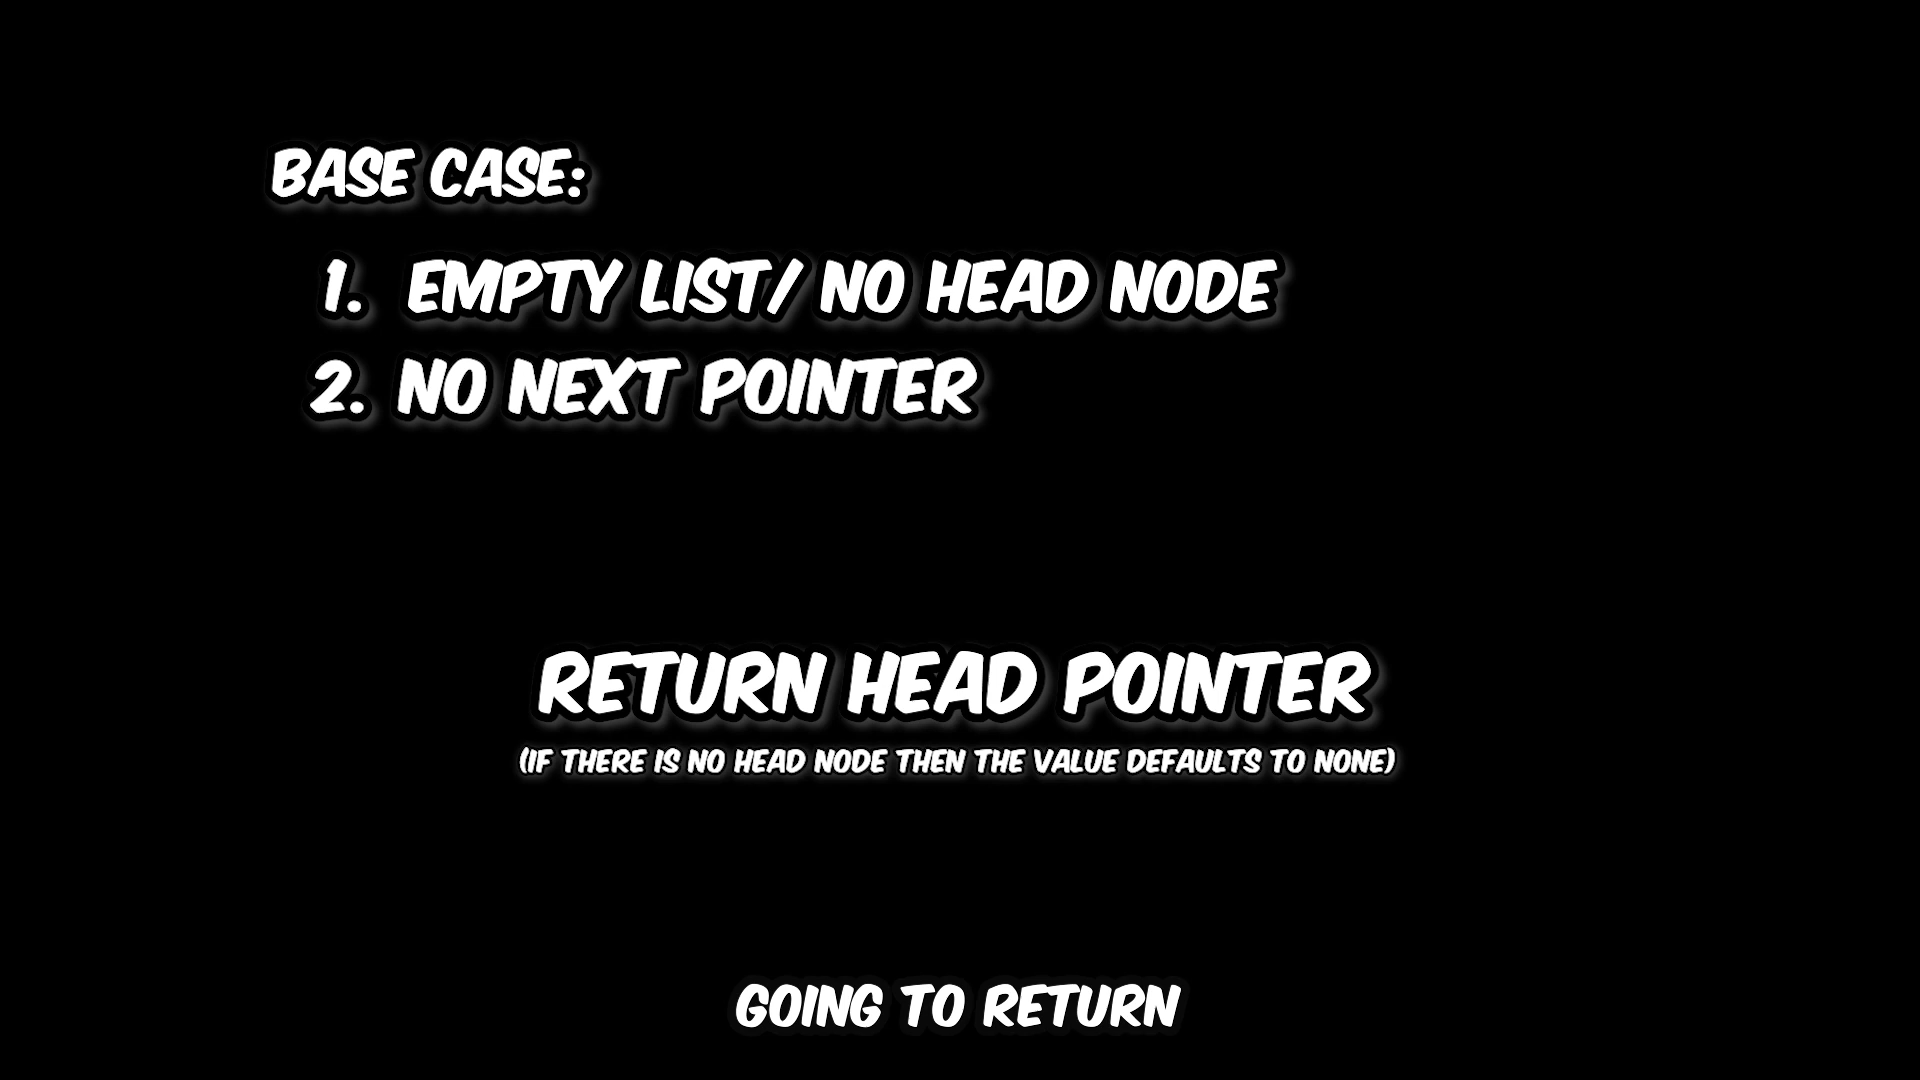 BASE CASE:
1. EMPTY LIST/ NO HEAD NODE
2. NO NEXT POINTER
RETURN HEAD POINTER
(IF THERE IS NO HEAD NODE THEN THE VALUE DEFAULTS TO NONE)
GOING TO RETURN